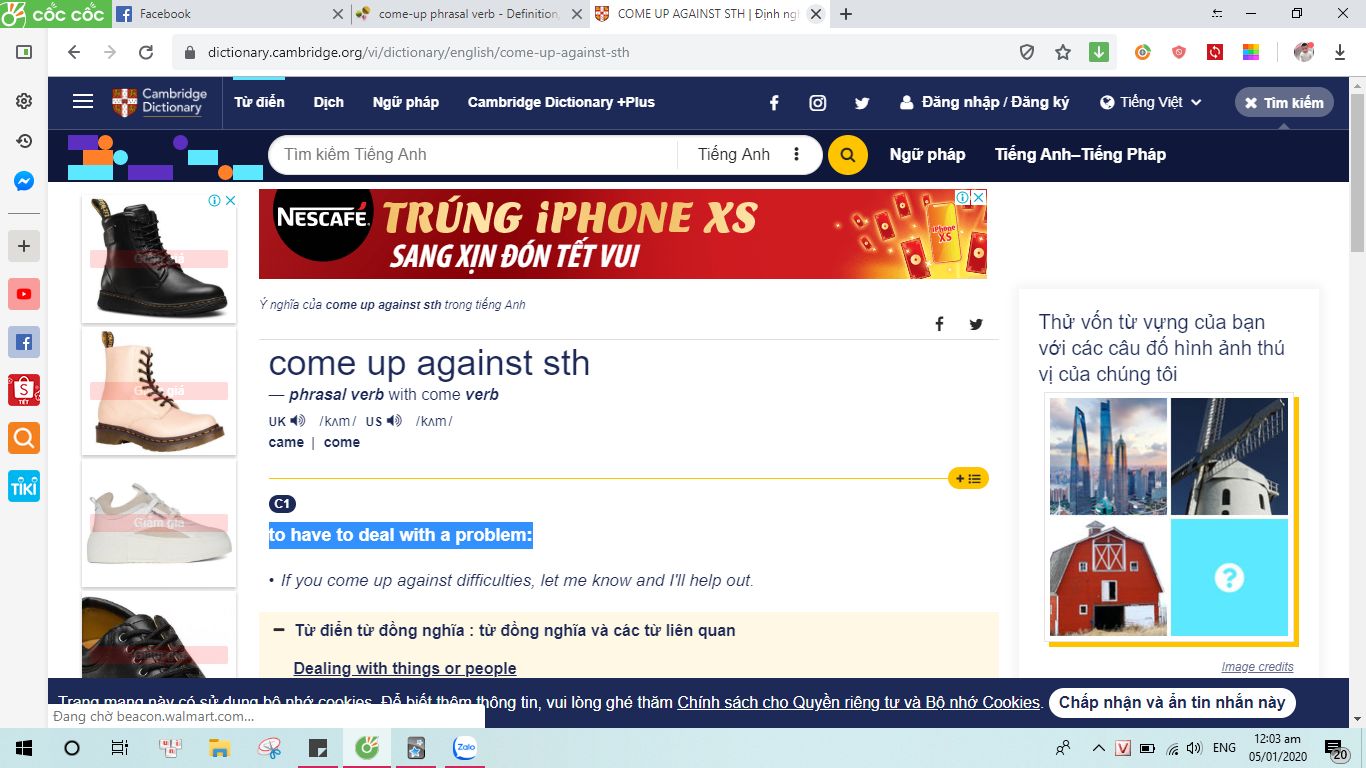 cốc cốc
Facebook
come-up phrasal verb - Definition,
COME UP AGAINST STH | Định ngh
dictionary.cambridge.org/vi/dictionary/english/come-up-against-sth
Cambridge
Dictionary
Từ điển
Dịch
Ngữ pháp
Cambridge Dictionary +Plus
Đăng nhập / Đăng ký
Tiếng Việt
Tìm kiếm
Tìm kiếm Tiếng Anh
Tiếng Anh
Ngữ pháp
Tiếng Anh–Tiếng Pháp
NESCAFÉ.
TRÚNG iPHONE XS
SANG XỊN ĐÓN TẾT VUI
iPhone
XS
Giảm giá
Ý nghĩa của come up against sth trong tiếng Anh
come up against sth
— phrasal verb with come verb
UK /kʌm/ US /kʌm/
came | come
C1
to have to deal with a problem:
• If you come up against difficulties, let me know and I'll help out.
Từ điển từ đồng nghĩa : từ đồng nghĩa và các từ liên quan
Dealing with things or people
Thử vốn từ vựng của bạn
với các câu đố hình ảnh thú
vị của chúng tôi
?
Image credits
S
TẾT
TIKI
Trang mạng này có sử dụng bộ nhớ cookies. Để biết thêm thông tin, vui lòng ghé thăm Chính sách cho Quyền riêng tư và Bộ nhớ Cookies.
Chấp nhận và ẩn tin nhắn này
Đang chờ beacon.walmart.com...
Zalo
V
ENG
12:03 am
05/01/2020
20